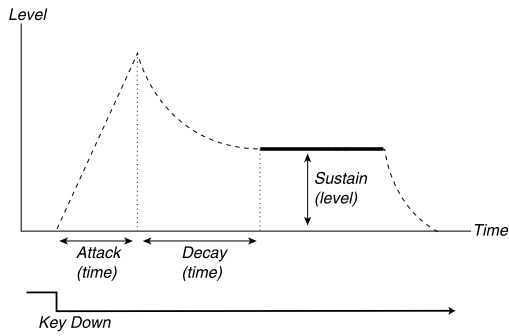 Level
Time
Sustain
(level)
Attack
(time)
Decay
(time)
Key Down